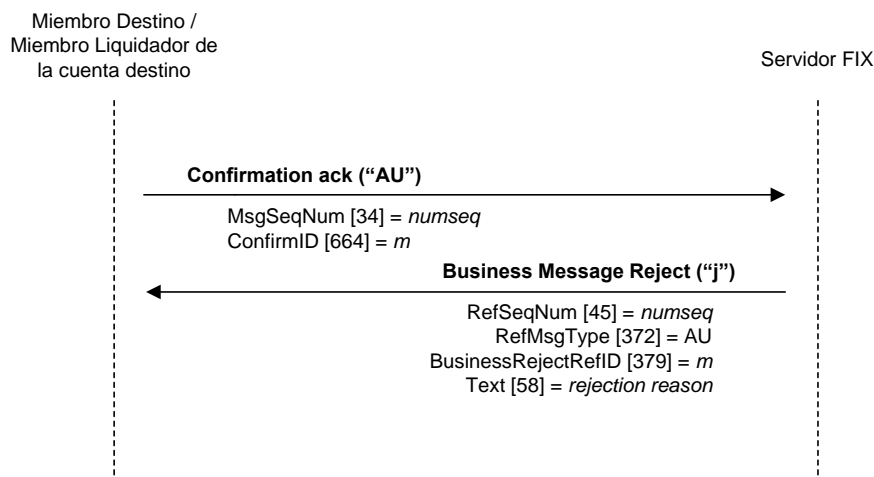 Miembro Destino /
Miembro Liquidador de
la cuenta destino
Servidor FIX
Confirmation ack (“AU”)
MsgSeqNum [34] = numseq
ConfirmID [664] = m
Business Message Reject (“j”)
RefSeqNum [45] = numseq
RefMsgType [372] = AU
BusinessRejectRefID [379] = m
Text [58] = rejection reason